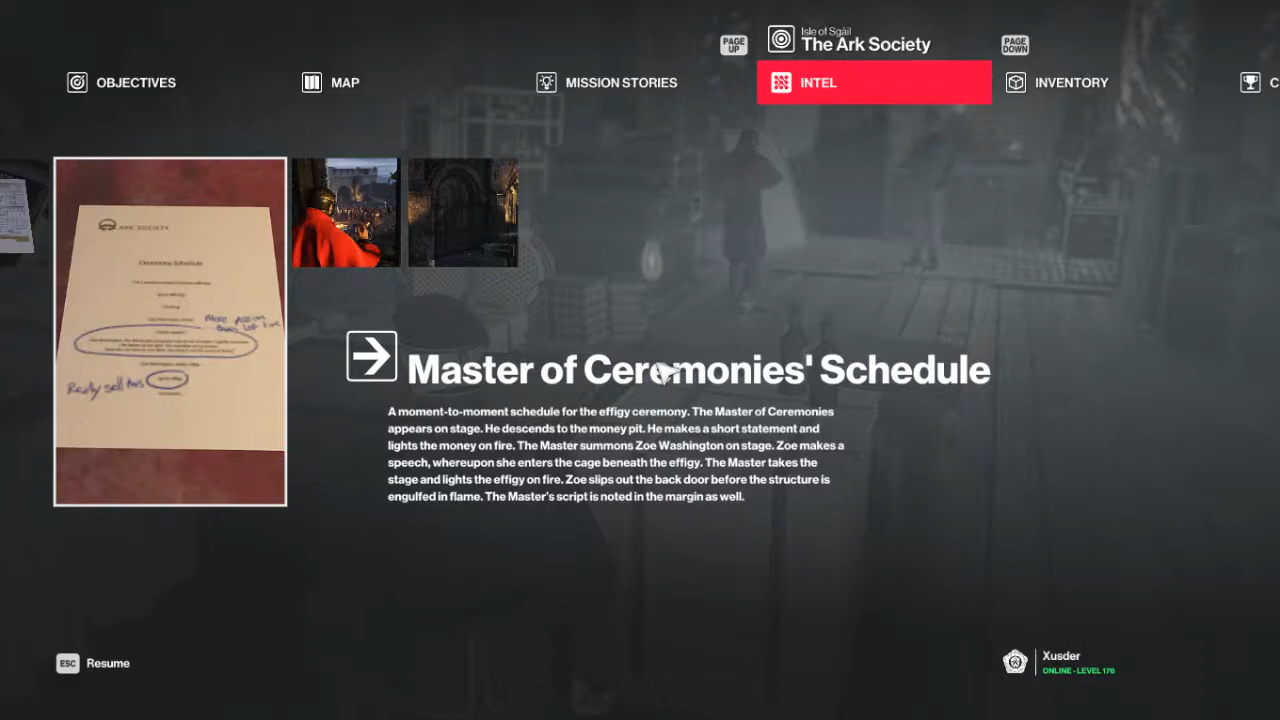 PAGE UP
Isle of Sgàil
The Ark Society
PAGE DOWN
OBJECTIVES
MAP
MISSION STORIES
INTEL
INVENTORY
C
ARK SOCIETY
Ceremony Schedule
More passion
Really sell this
Master of Ceremonies' Schedule
A moment-to-moment schedule for the effigy ceremony. The Master of Ceremonies
appears on stage. He descends to the money pit. He makes a short statement and
lights the money on fire. The Master summons Zoe Washington on stage. Zoe makes a
speech, whereupon she enters the cage beneath the effigy. The Master takes the
stage and lights the effigy on fire. Zoe slips out the back door before the structure is
engulfed in flame. The Master's script is noted in the margin as well.
ESC Resume
Xusder
ONLINE - LEVEL 176